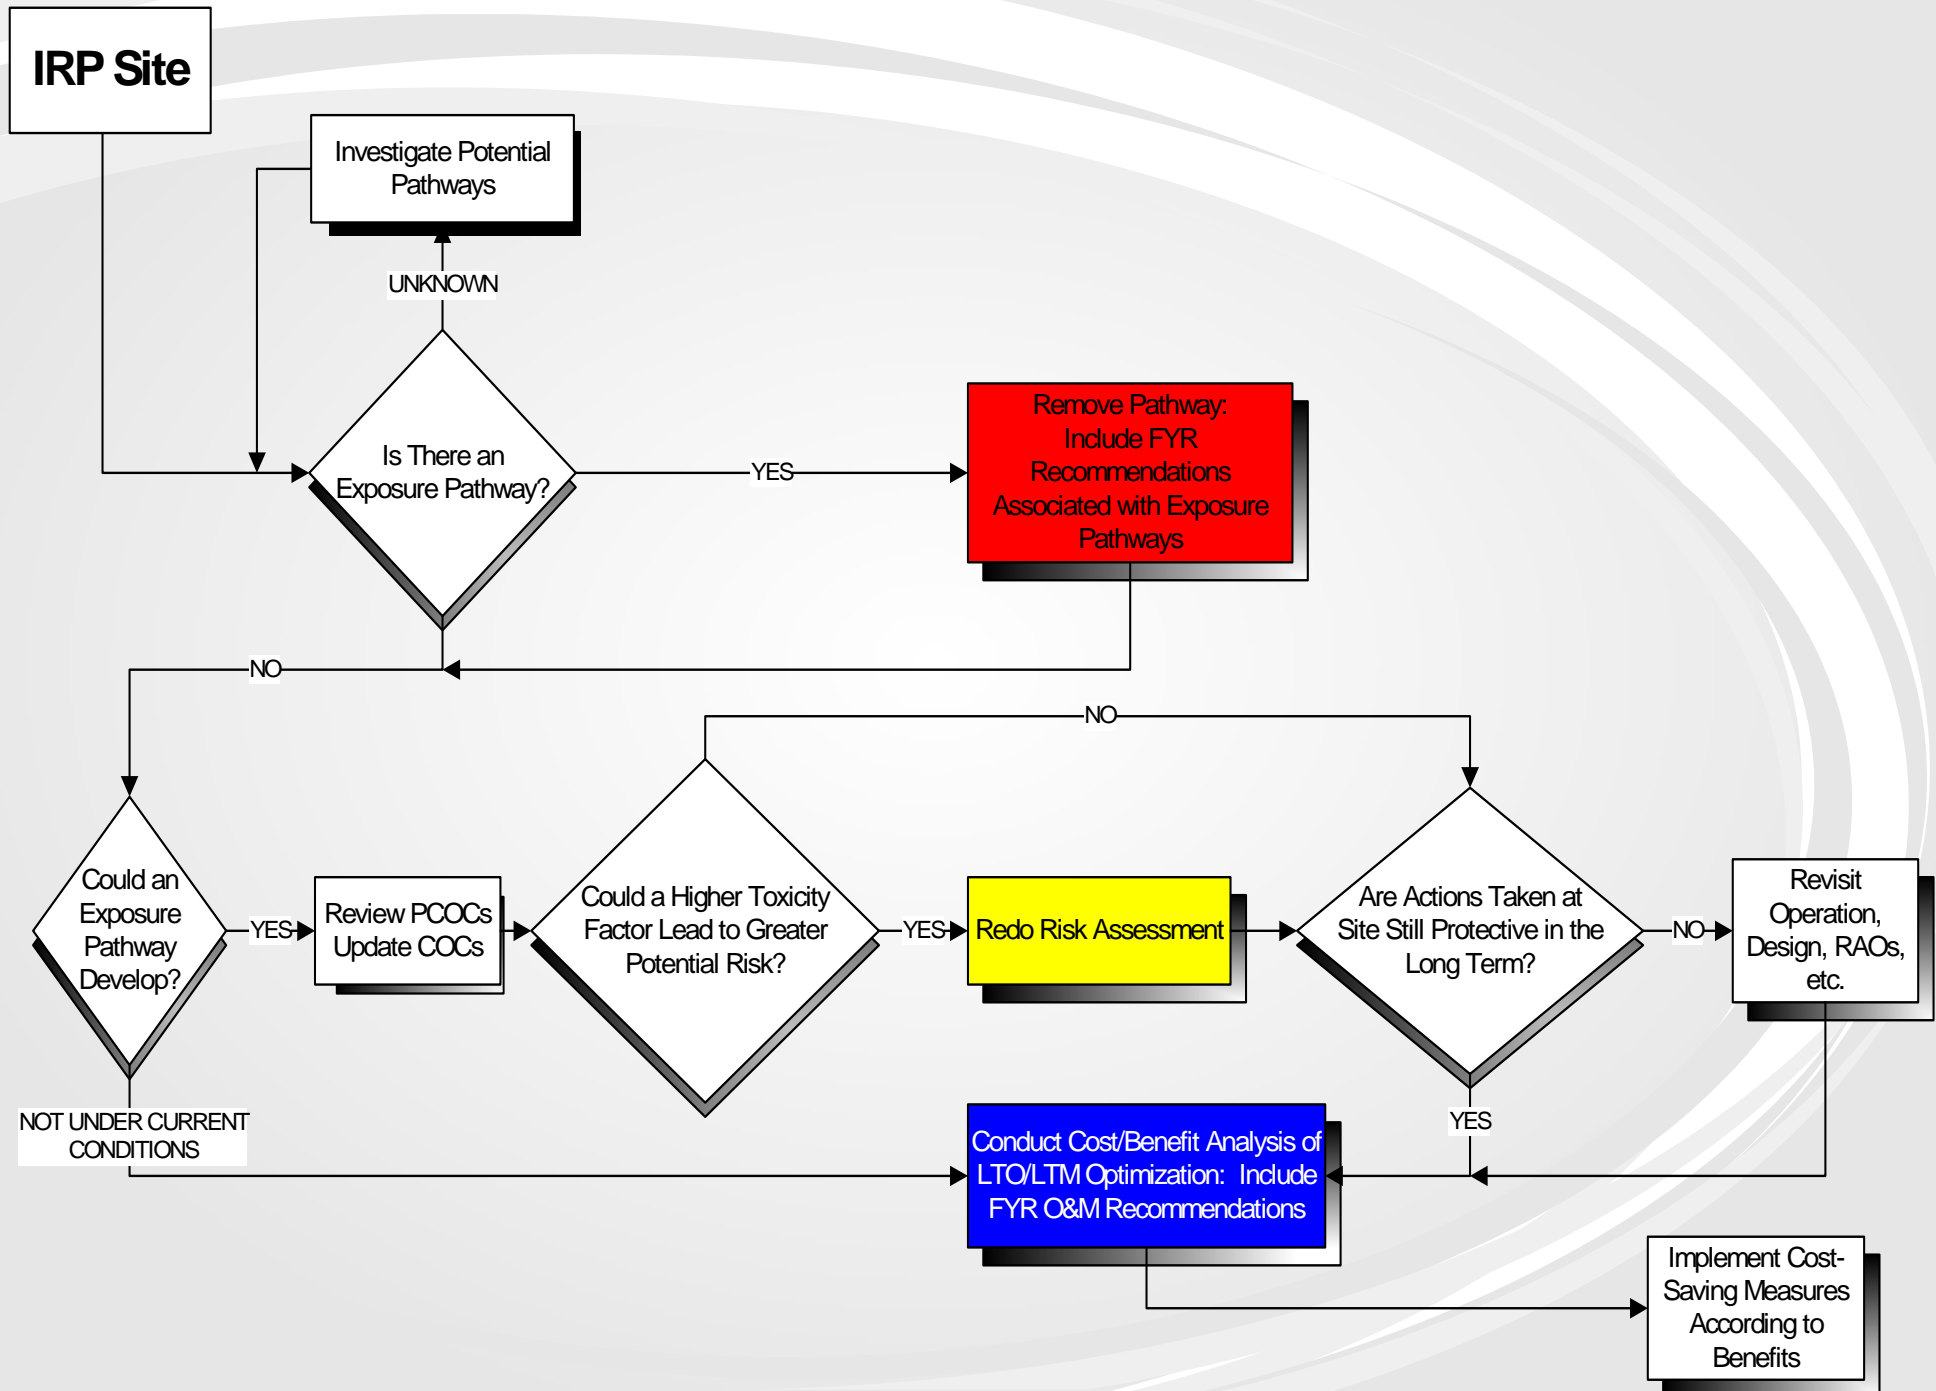 IRP Site
Investigate Potential
Pathways
UNKNOWN
Is There an
Exposure Pathway?
YES
Remove Pathway:
Include FYR
Recommendations
Associated with Exposure
Pathways
NO
NO
Could an
Exposure
Pathway
Develop?
YES
Review PCOCs
Update COCs
Could a Higher Toxicity
Factor Lead to Greater
Potential Risk?
YES
Redo Risk Assessment
Are Actions Taken at
Site Still Protective in the
Long Term?
NO
Revisit
Operation,
Design, RAOs,
etc.
NOT UNDER CURRENT
CONDITIONS
YES
Conduct Cost/Benefit Analysis of
LTO/LTM Optimization: Include
FYR O&M Recommendations
Implement Cost-
Saving Measures
According to
Benefits